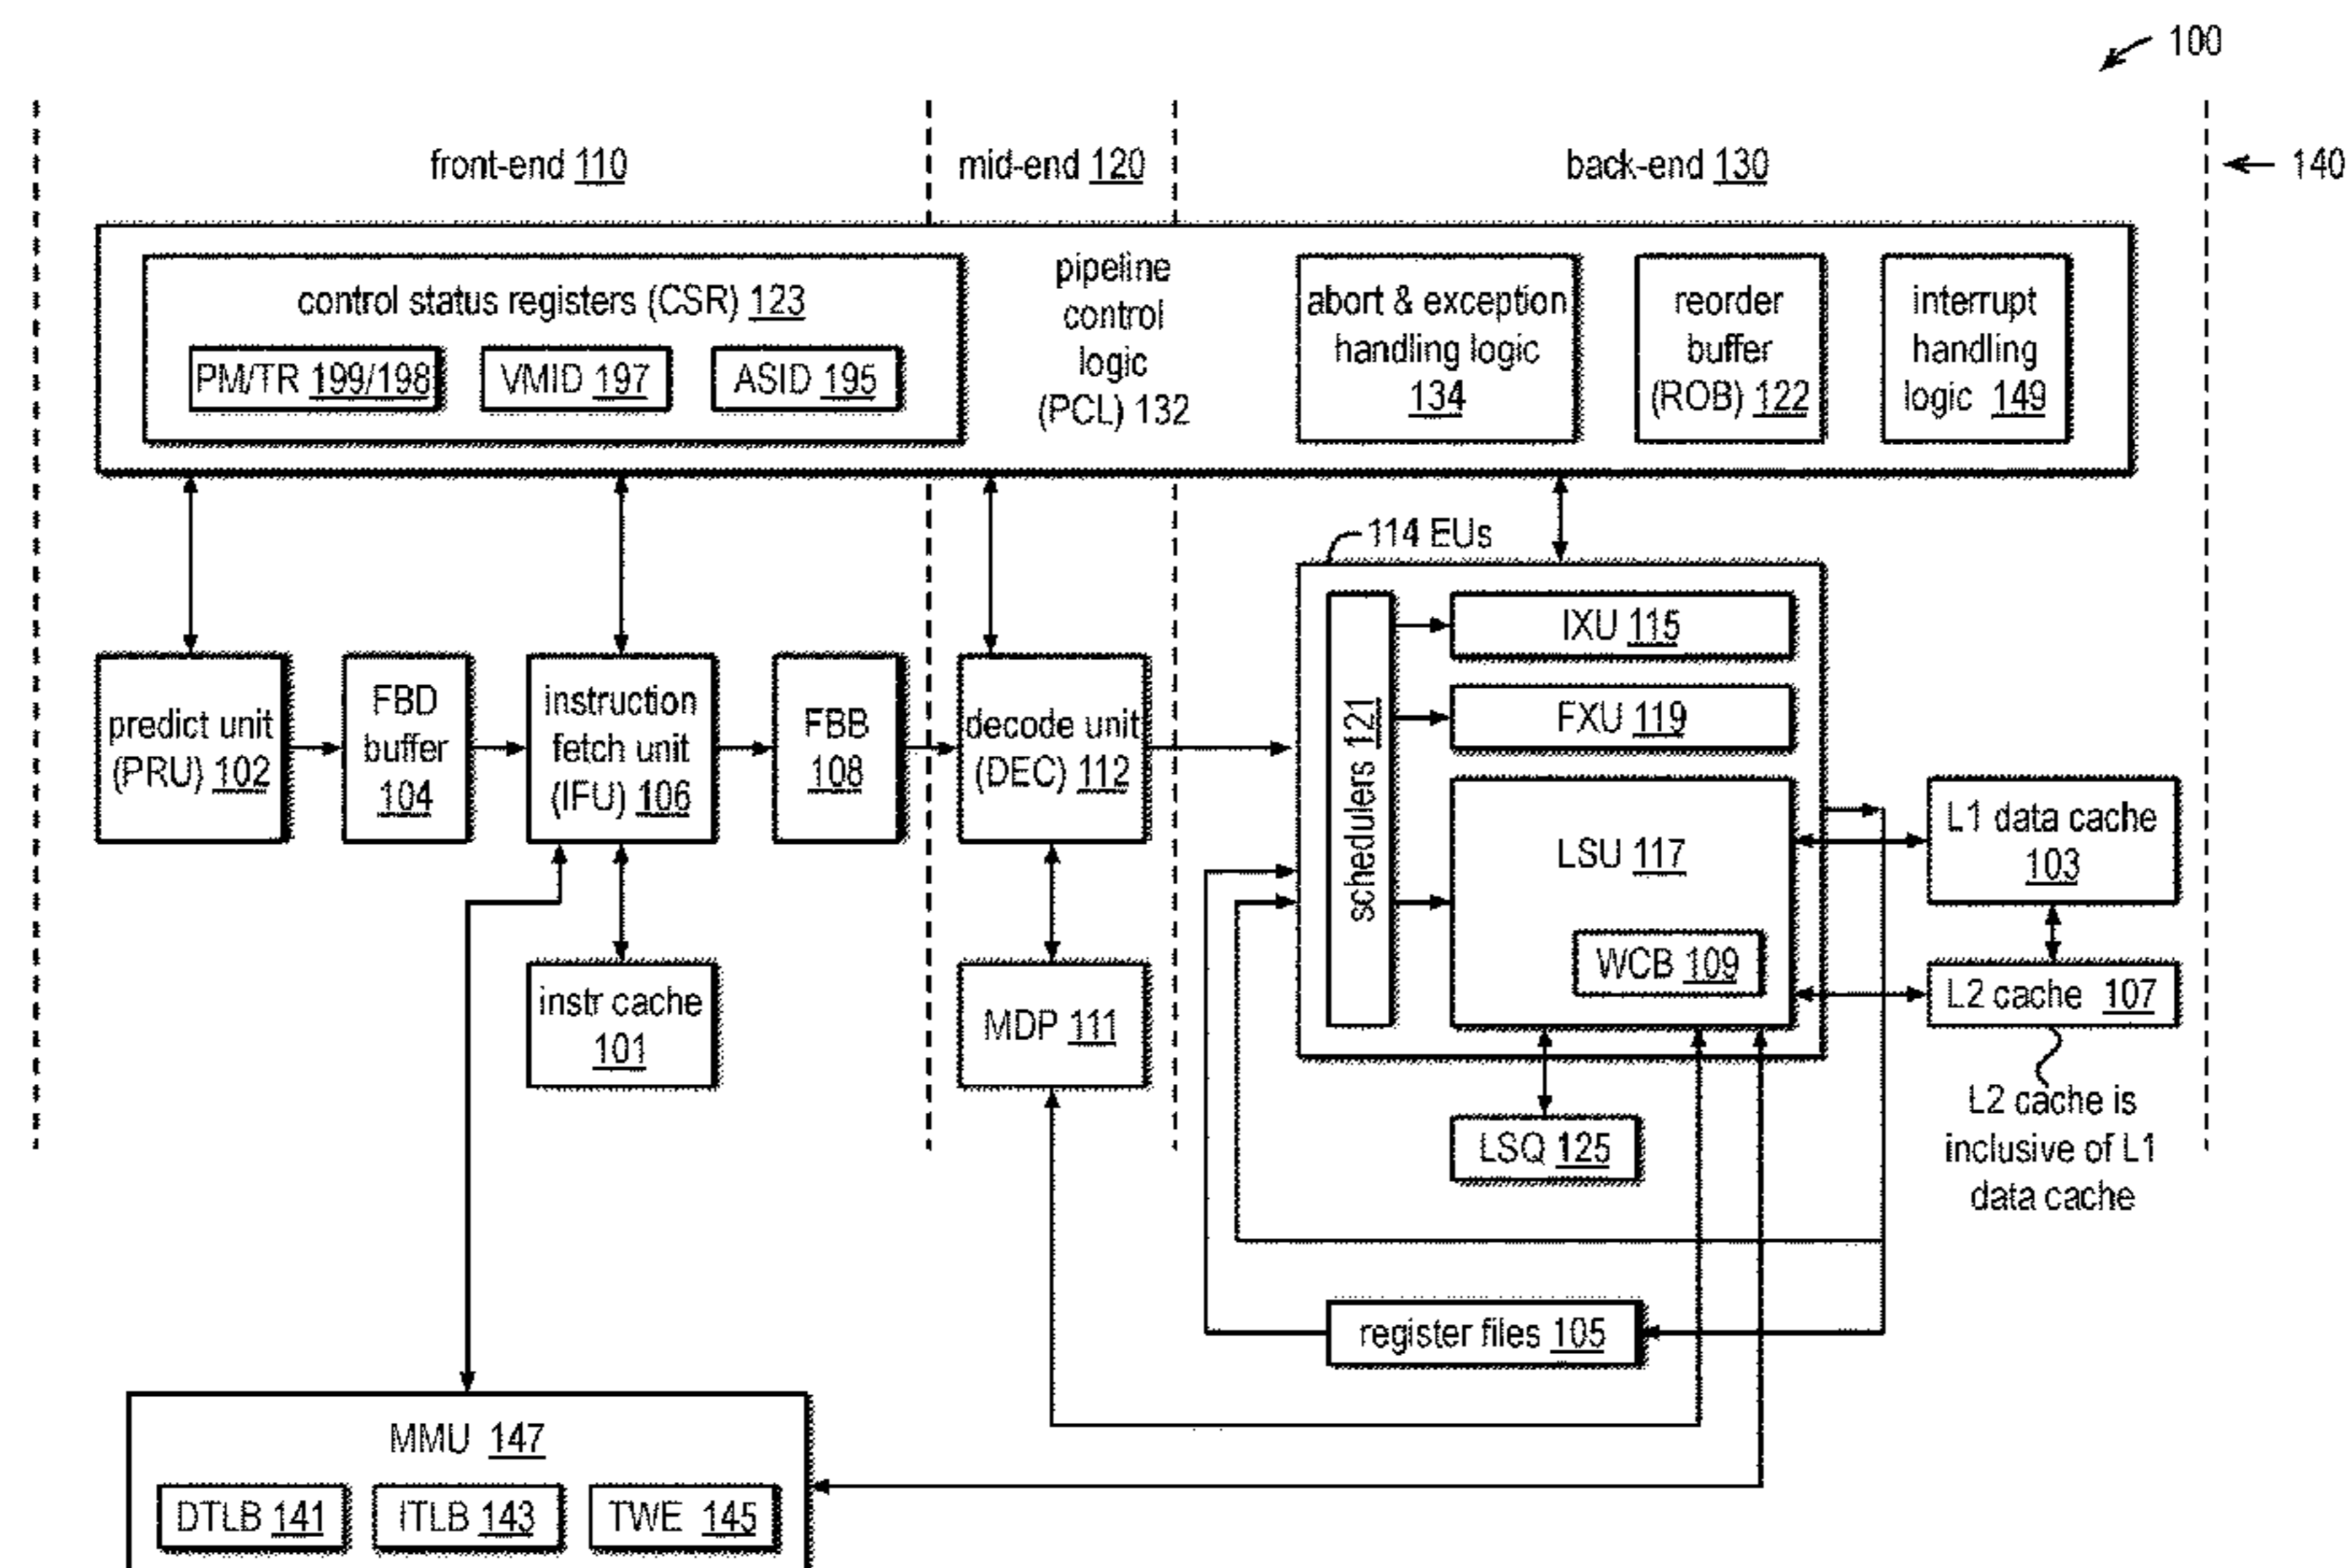 100
front-end 110
mid-end 120
back-end 130
140
control status registers (CSR) 123
PM/TR 199/198
VMID 197
ASID 195
pipeline
control
logic
(PCL) 132
abort & exception
handling logic
134
reorder
buffer
(ROB) 122
interrupt
handling
logic 149
114 EUs
predict unit
(PRU) 102
FBD
buffer
104
instruction
fetch unit
(IFU) 106
FBB
108
decode unit
(DEC) 112
schedulers 121
IXU 115
FXU 119
LSU 117
WCB 109
L1 data cache
103
L2 cache 107
L2 cache is
inclusive of L1
data cache
instr cache
101
MDP 111
LSQ 125
register files 105
MMU 147
DTLB 141
ITLB 143
TWE 145